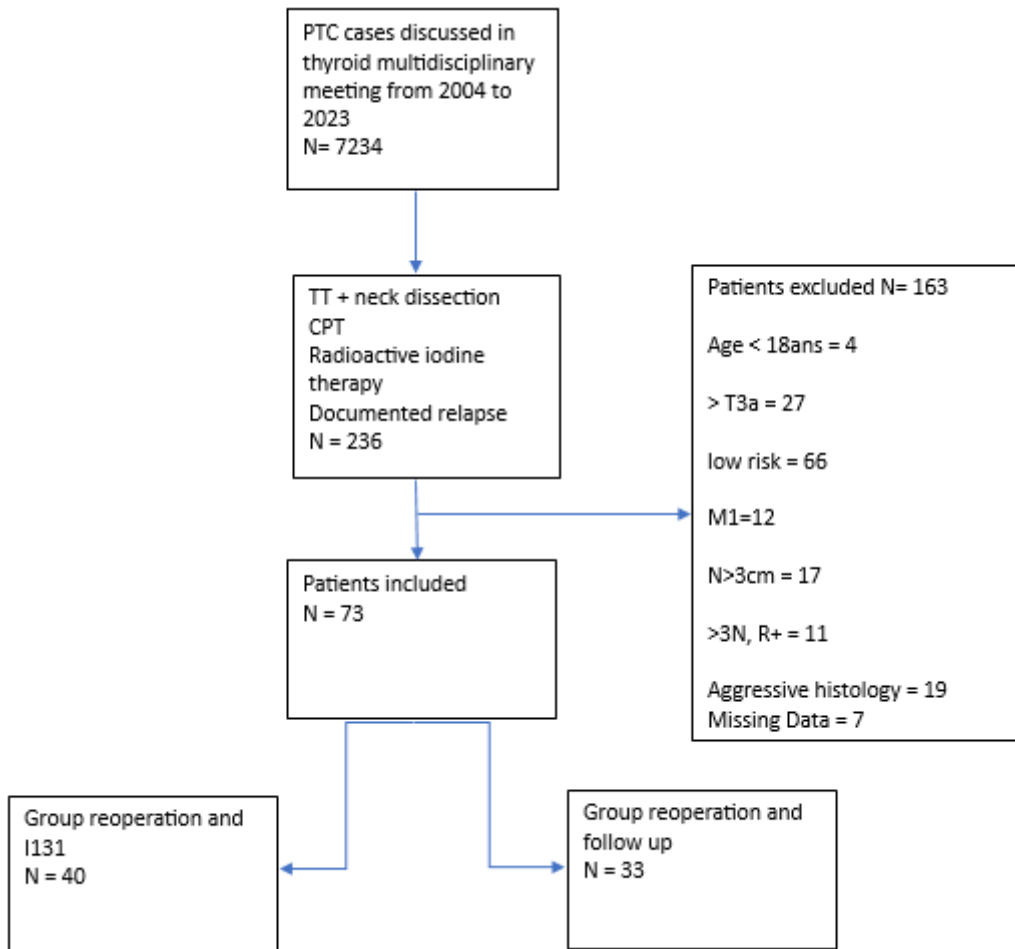 PTC cases discussed in
thyroid multidisciplinary
meeting from 2004 to
2023
N= 7234
TT + neck dissection
CPT
Radioactive iodine
therapy
Documented relapse
N = 236
Patients excluded N= 163
Age < 18ans = 4
> T3a = 27
low risk = 66
M1=12
N>3cm = 17
>3N, R+ = 11
Aggressive histology = 19
Missing Data = 7
Patients included
N = 73
Group reoperation and
I131
N = 40
Group reoperation and
follow up
N = 33